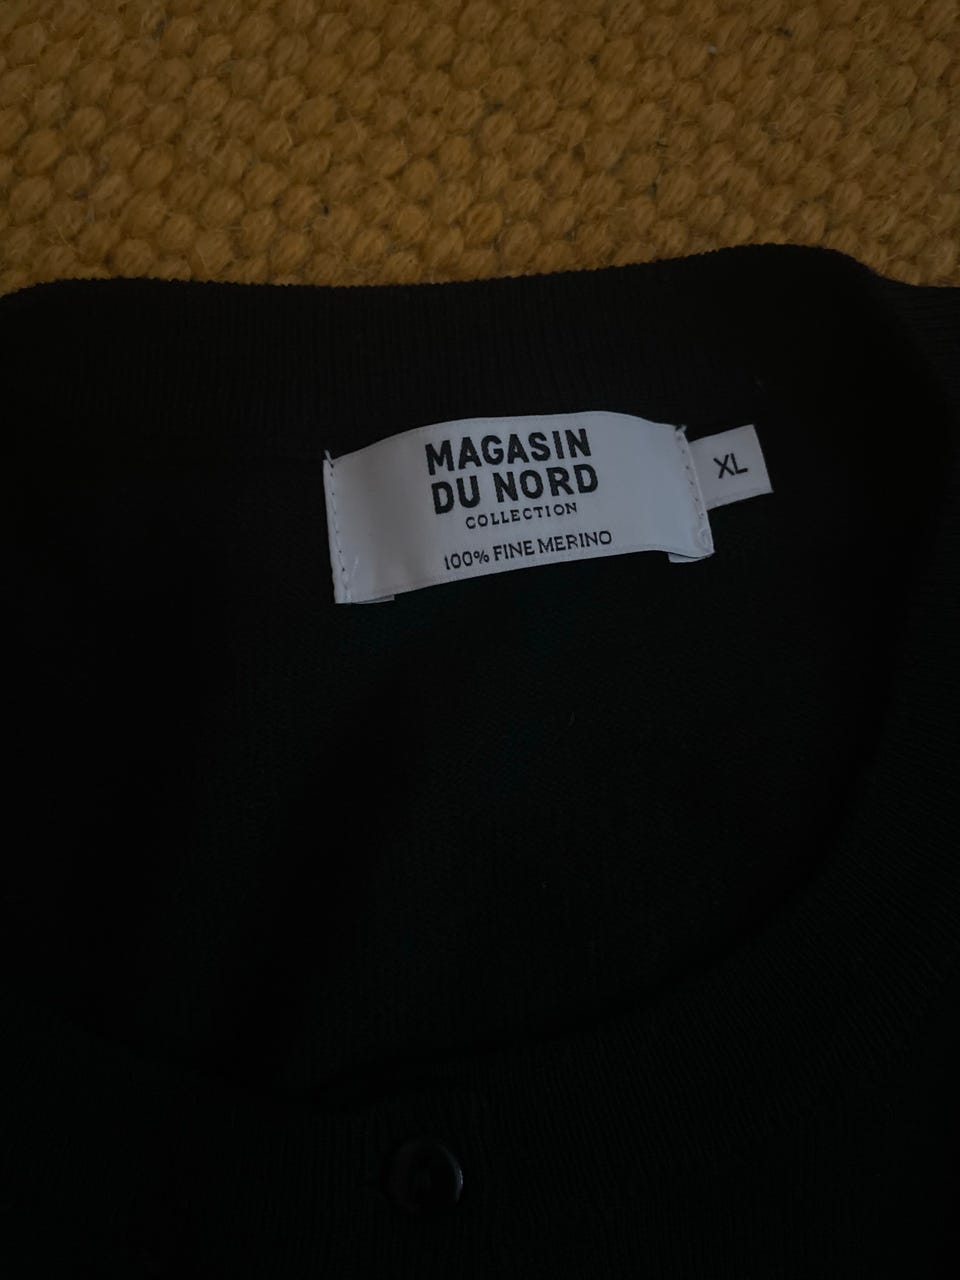 MAGASIN
DU NORD
COLLECTION
100% FINE MERINO
XL